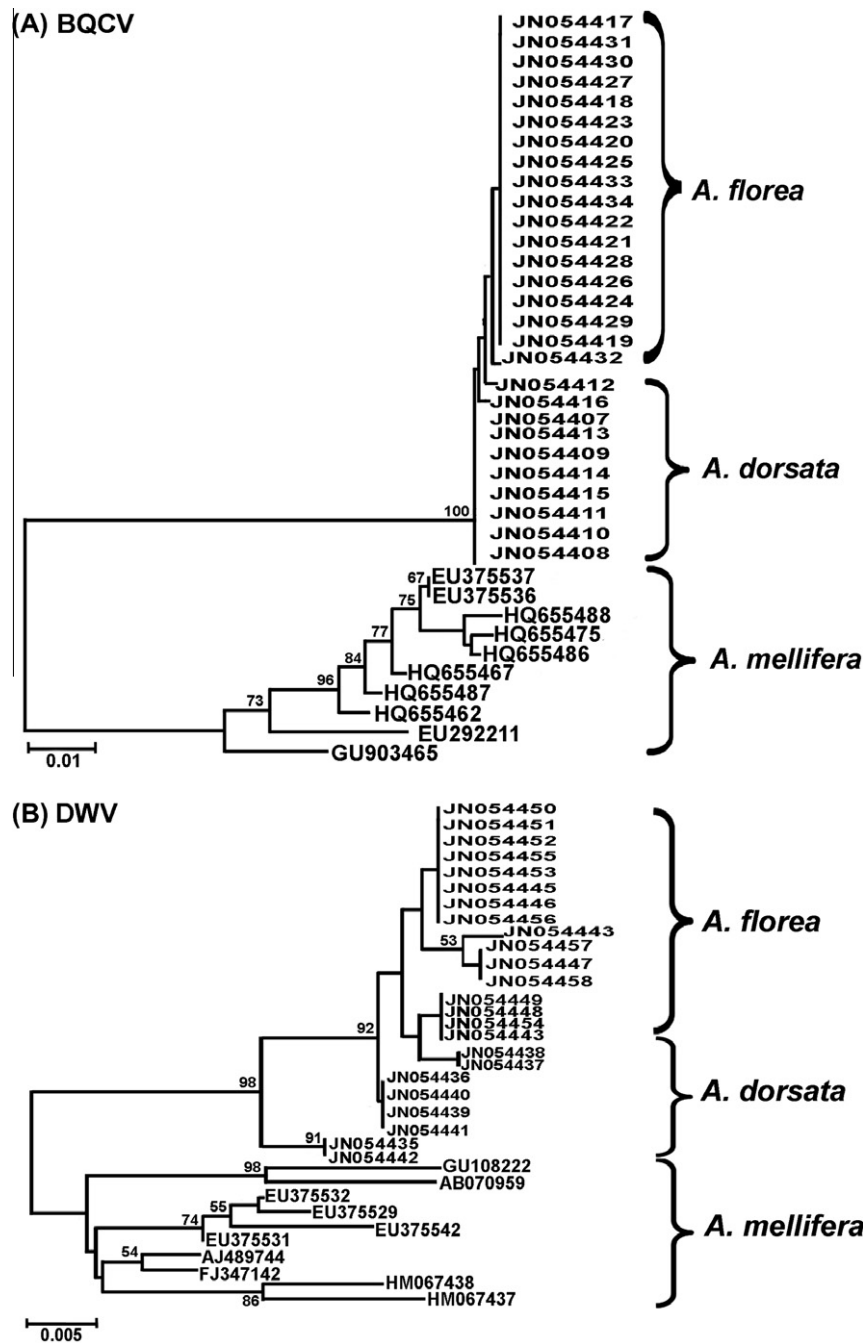 (A) BQCV
JN054417
JN054431
JN054430
JN054427
JN054418
JN054423
JN054420
JN054425
JN054433
JN054434
JN054422
JN054421
JN054428
JN054426
JN054424
JN054429
JN054419
JN054432
A. florea
JN054412
JN054416
JN054407
JN054413
JN054409
JN054414
JN054415
JN054411
JN054410
JN054408
A. dorsata
100
EU375537
EU375536
HQ655488
HQ655475
HQ655486
HQ655467
HQ655487
HQ655462
EU292211
GU903465
A. mellifera
67
75
77
84
96
73
0.01
(B) DWV
JN054450
JN054451
JN054452
JN054455
JN054453
JN054445
JN054446
JN054456
JN054443
JN054457
JN054447
JN054458
JN054449
JN054448
JN054454
JN054443
A. florea
53
92
98
JN054438
JN054437
JN054436
JN054440
JN054439
JN054441
JN054435
JN054442
A. dorsata
91
98
GU108222
AB070959
EU375532
EU375529
EU375542
EU375531
AJ489744
FJ347142
HM067438
HM067437
A. mellifera
55
74
54
86
0.005